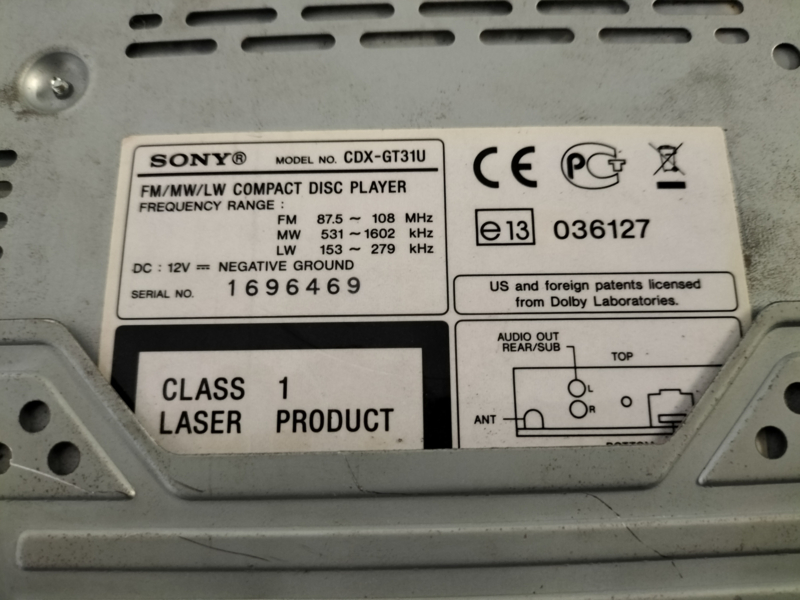 SONY® MODEL NO. CDX-GT31U
FM/MW/LW COMPACT DISC PLAYER
FREQUENCY RANGE :
FM 87.5 ~ 108 MHz
MW 531 ~ 1602 kHz
LW 153 ~ 279 kHz
DC : 12V ⎓ NEGATIVE GROUND
SERIAL NO. 1696469
CE PCT
e13 036127
US and foreign patents licensed
from Dolby Laboratories.
CLASS 1
LASER PRODUCT
AUDIO OUT
REAR/SUB
TOP
L
R
ANT